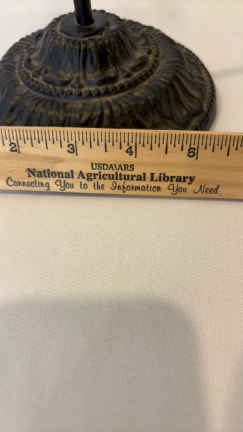 2 3 4 5
USDA\ARS
National Agricultural Library
Connecting You to the Information You Need